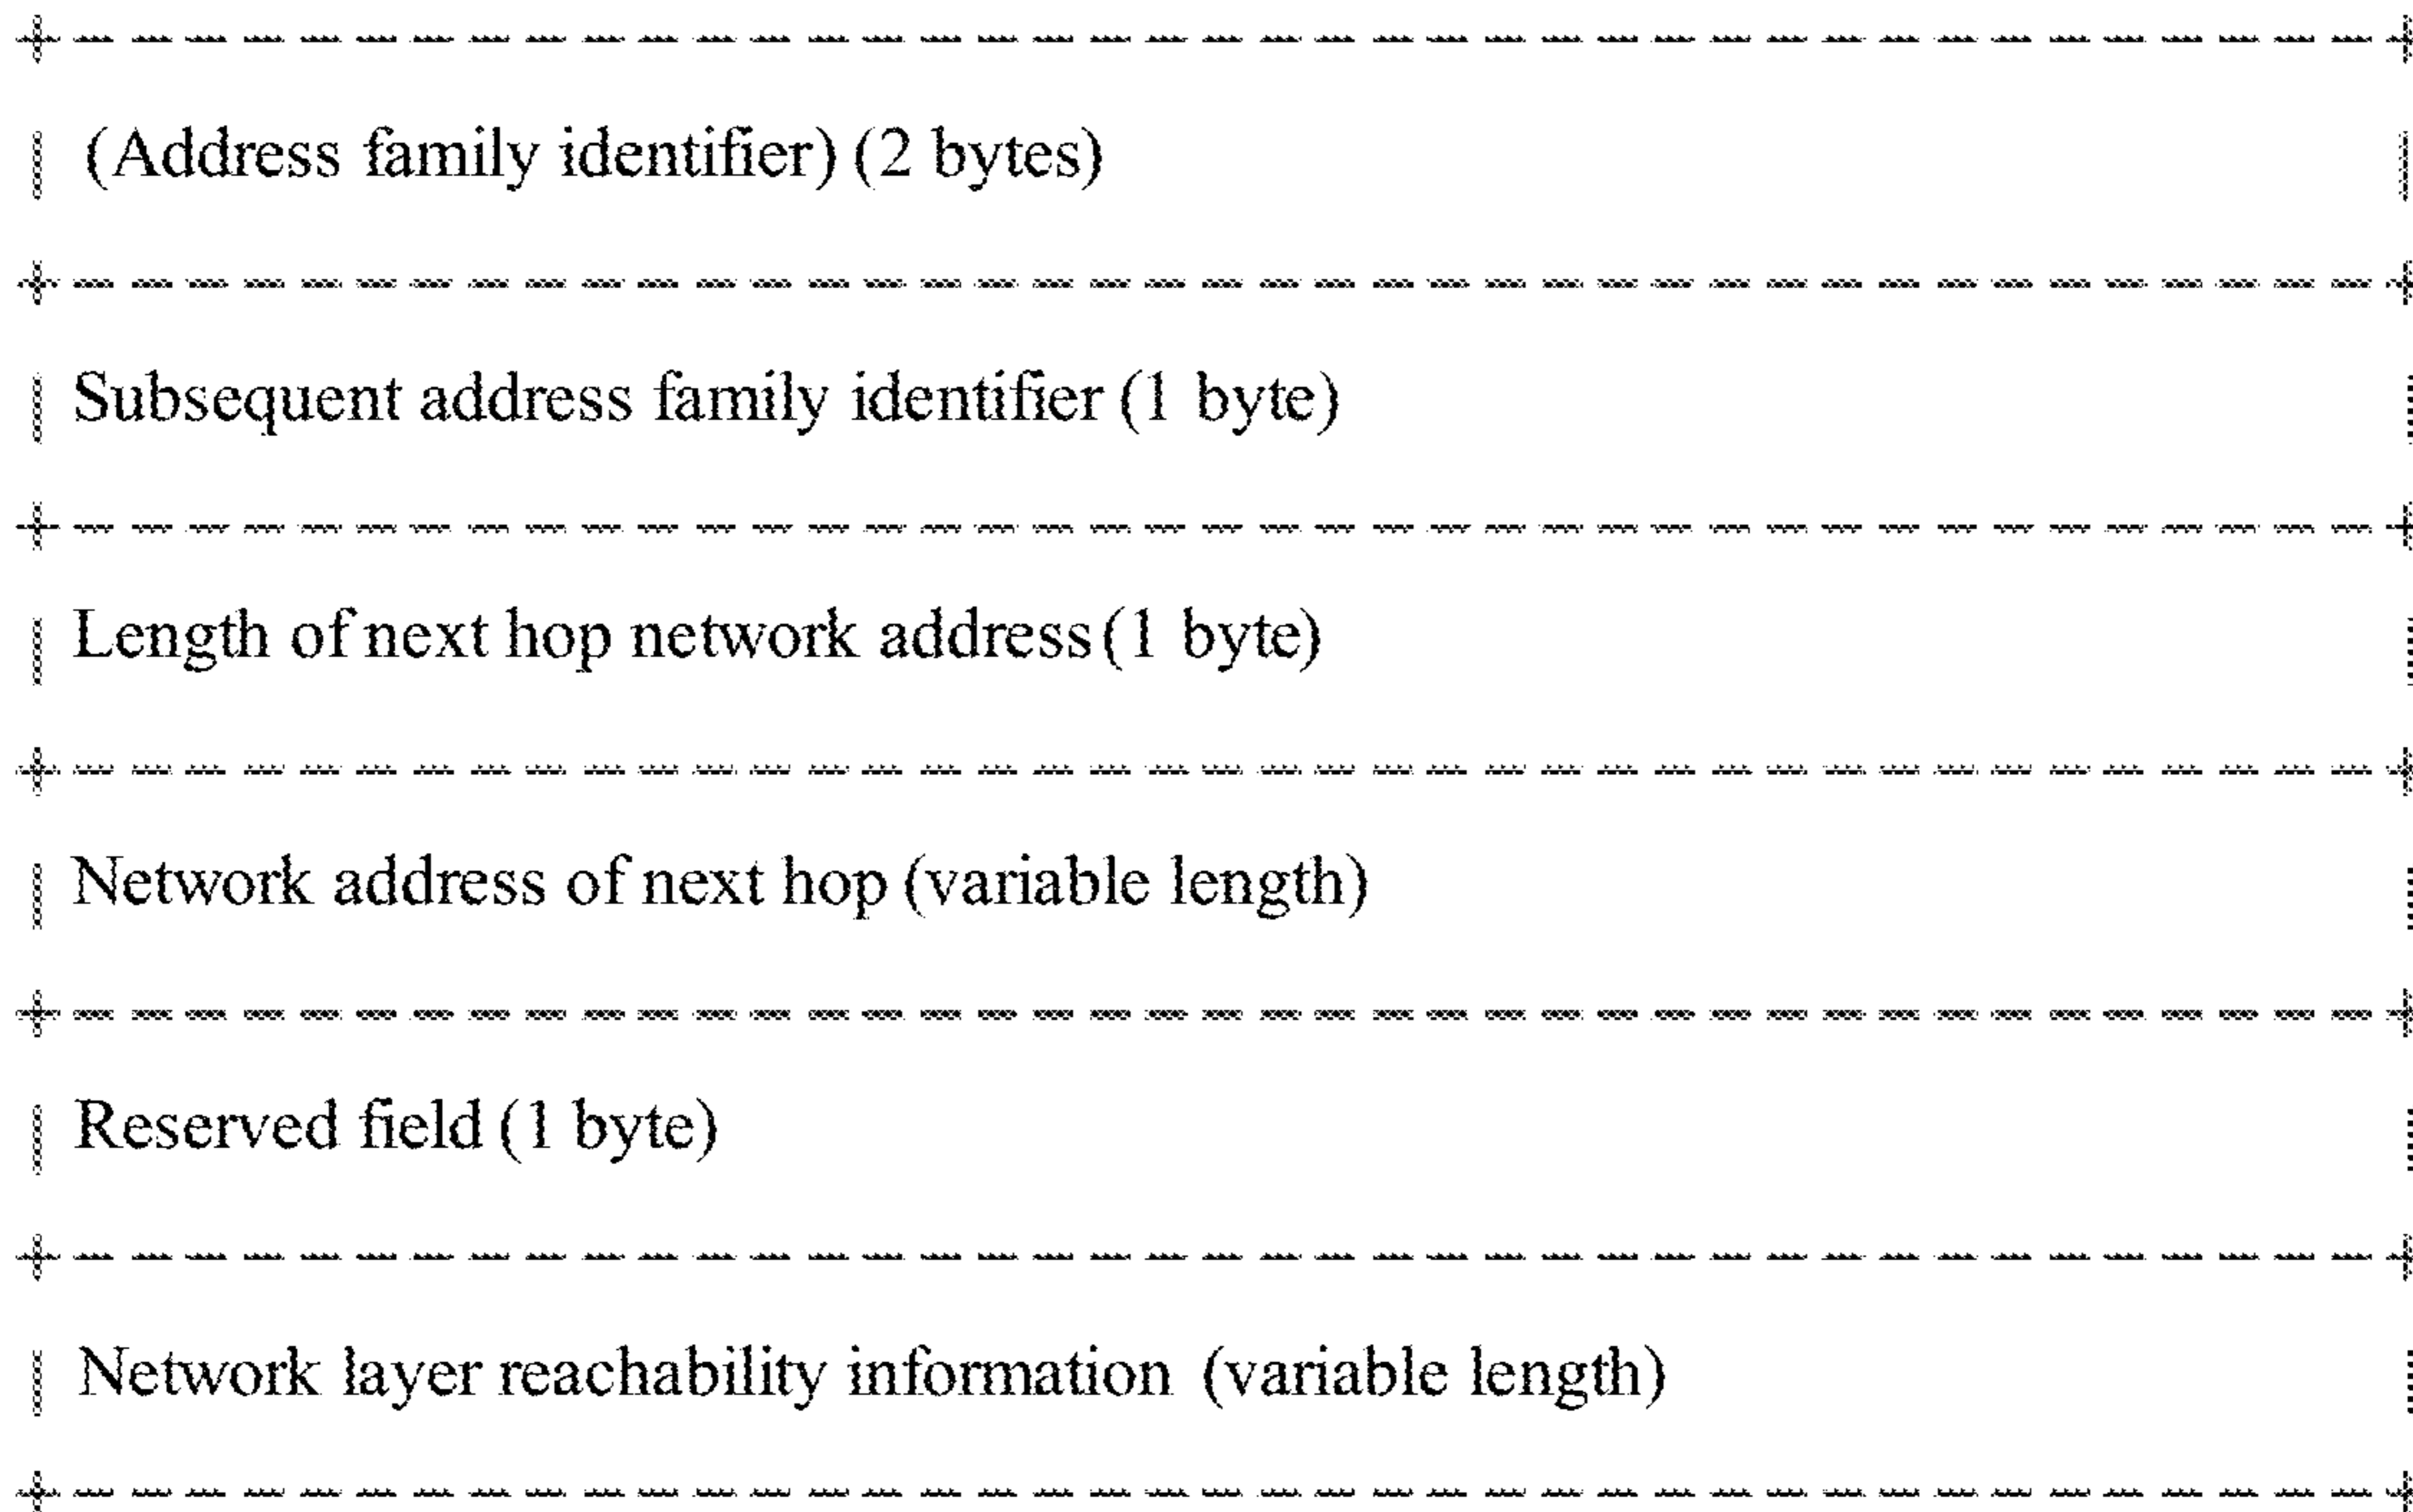 (Address family identifier) (2 bytes)
Subsequent address family identifier (1 byte)
Length of next hop network address (1 byte)
Network address of next hop (variable length)
Reserved field (1 byte)
Network layer reachability information (variable length)